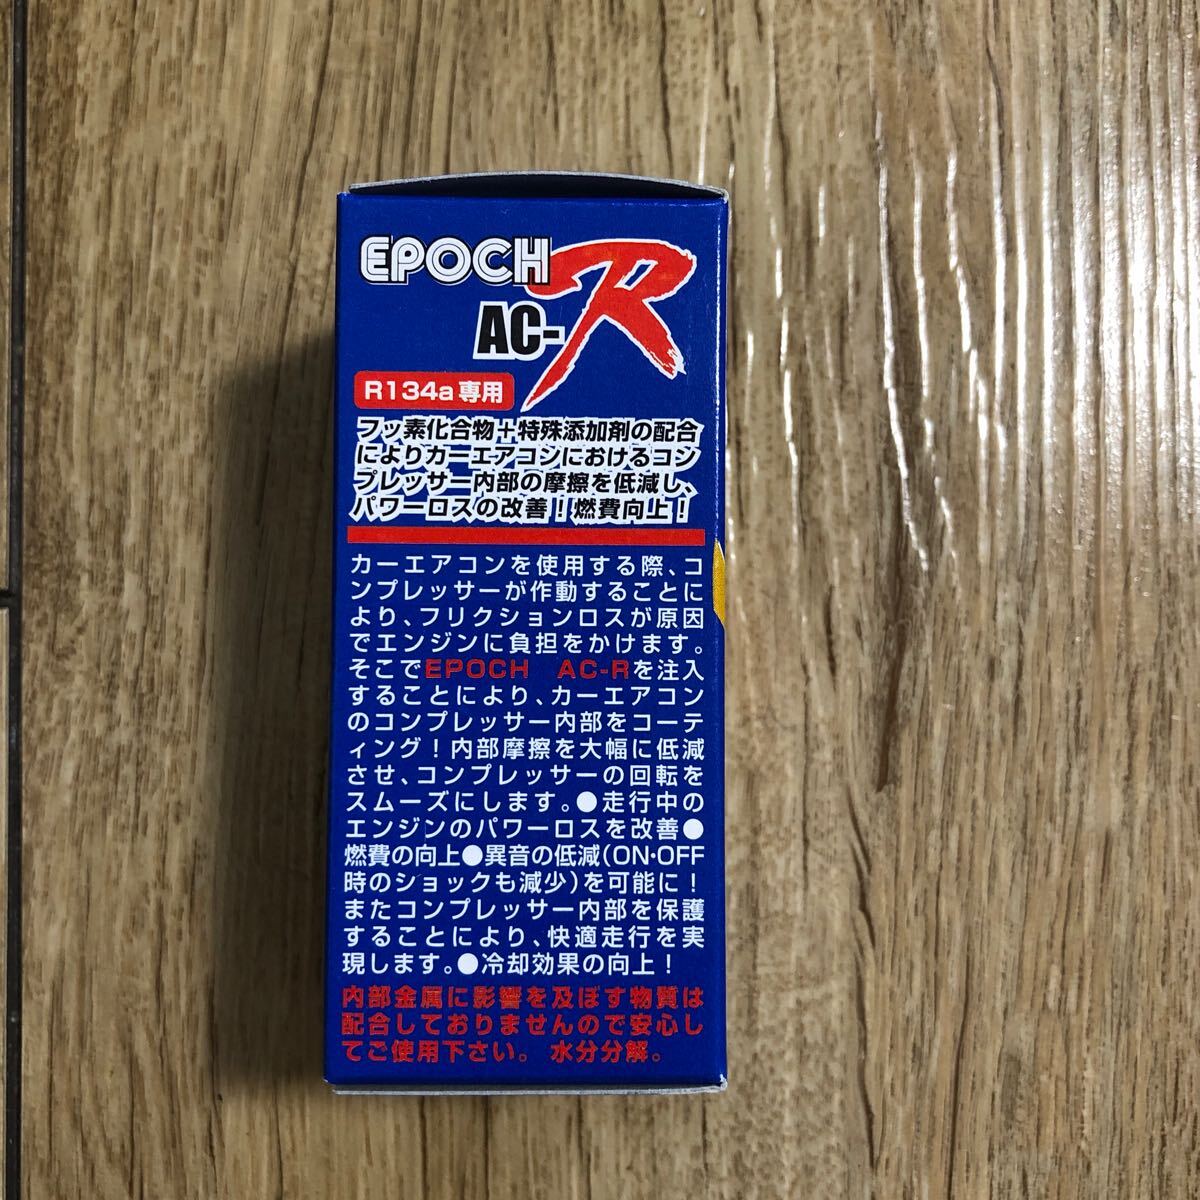 EPOCH
AC-R
R134a専用
フッ素化合物＋特殊添加剤の配合
によりカーエアコンにおけるコン
プレッサー内部の摩擦を低減し、
パワーロスの改善！燃費向上！
カーエアコンを使用する際、コ
ンプレッサーが作動することに
より、フリクションロスが原因
でエンジンに負担をかけます。
そこでEPOCH AC-Rを注入
することにより、カーエアコン
のコンプレッサー内部をコーテ
ィング！内部摩擦を大幅に低減
させ、コンプレッサーの回転を
スムーズにします。●走行中の
エンジンのパワーロスを改善●
燃費の向上●異音の低減（ON・OFF
時のショックも減少）を可能に！
またコンプレッサー内部を保護
することにより、快適走行を実
現します。●冷却効果の向上！
内部金属に影響を及ぼす物質は
配合しておりませんので安心し
てご使用下さい。 水分分解。